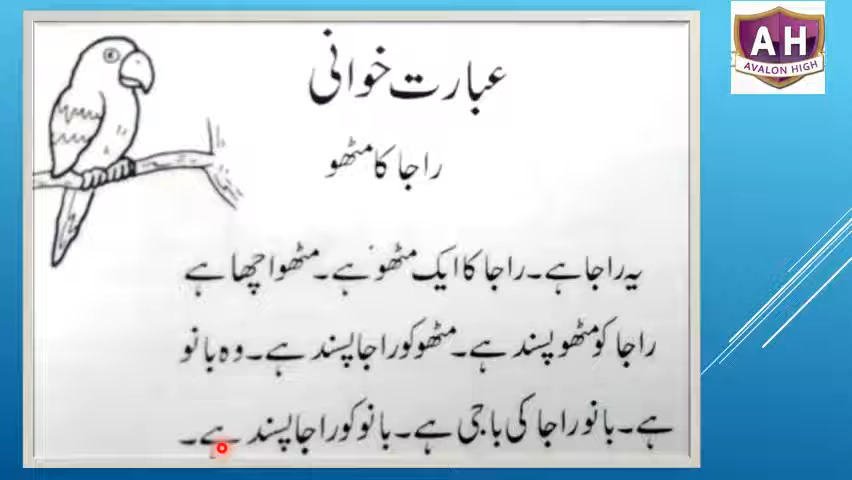 AH
AVALON HIGH
عبارت خوانی
راجا کا مٹھو
یہ راجا ہے۔ راجا کا ایک مٹھو ہے۔ مٹھو اچھا ہے
راجا کو مٹھو پسند ہے۔ مٹھو کو راجا پسند ہے۔ وہ بانو
ہے۔ بانو راجا کی باجی ہے۔ بانو کو راجا پسند ہے۔